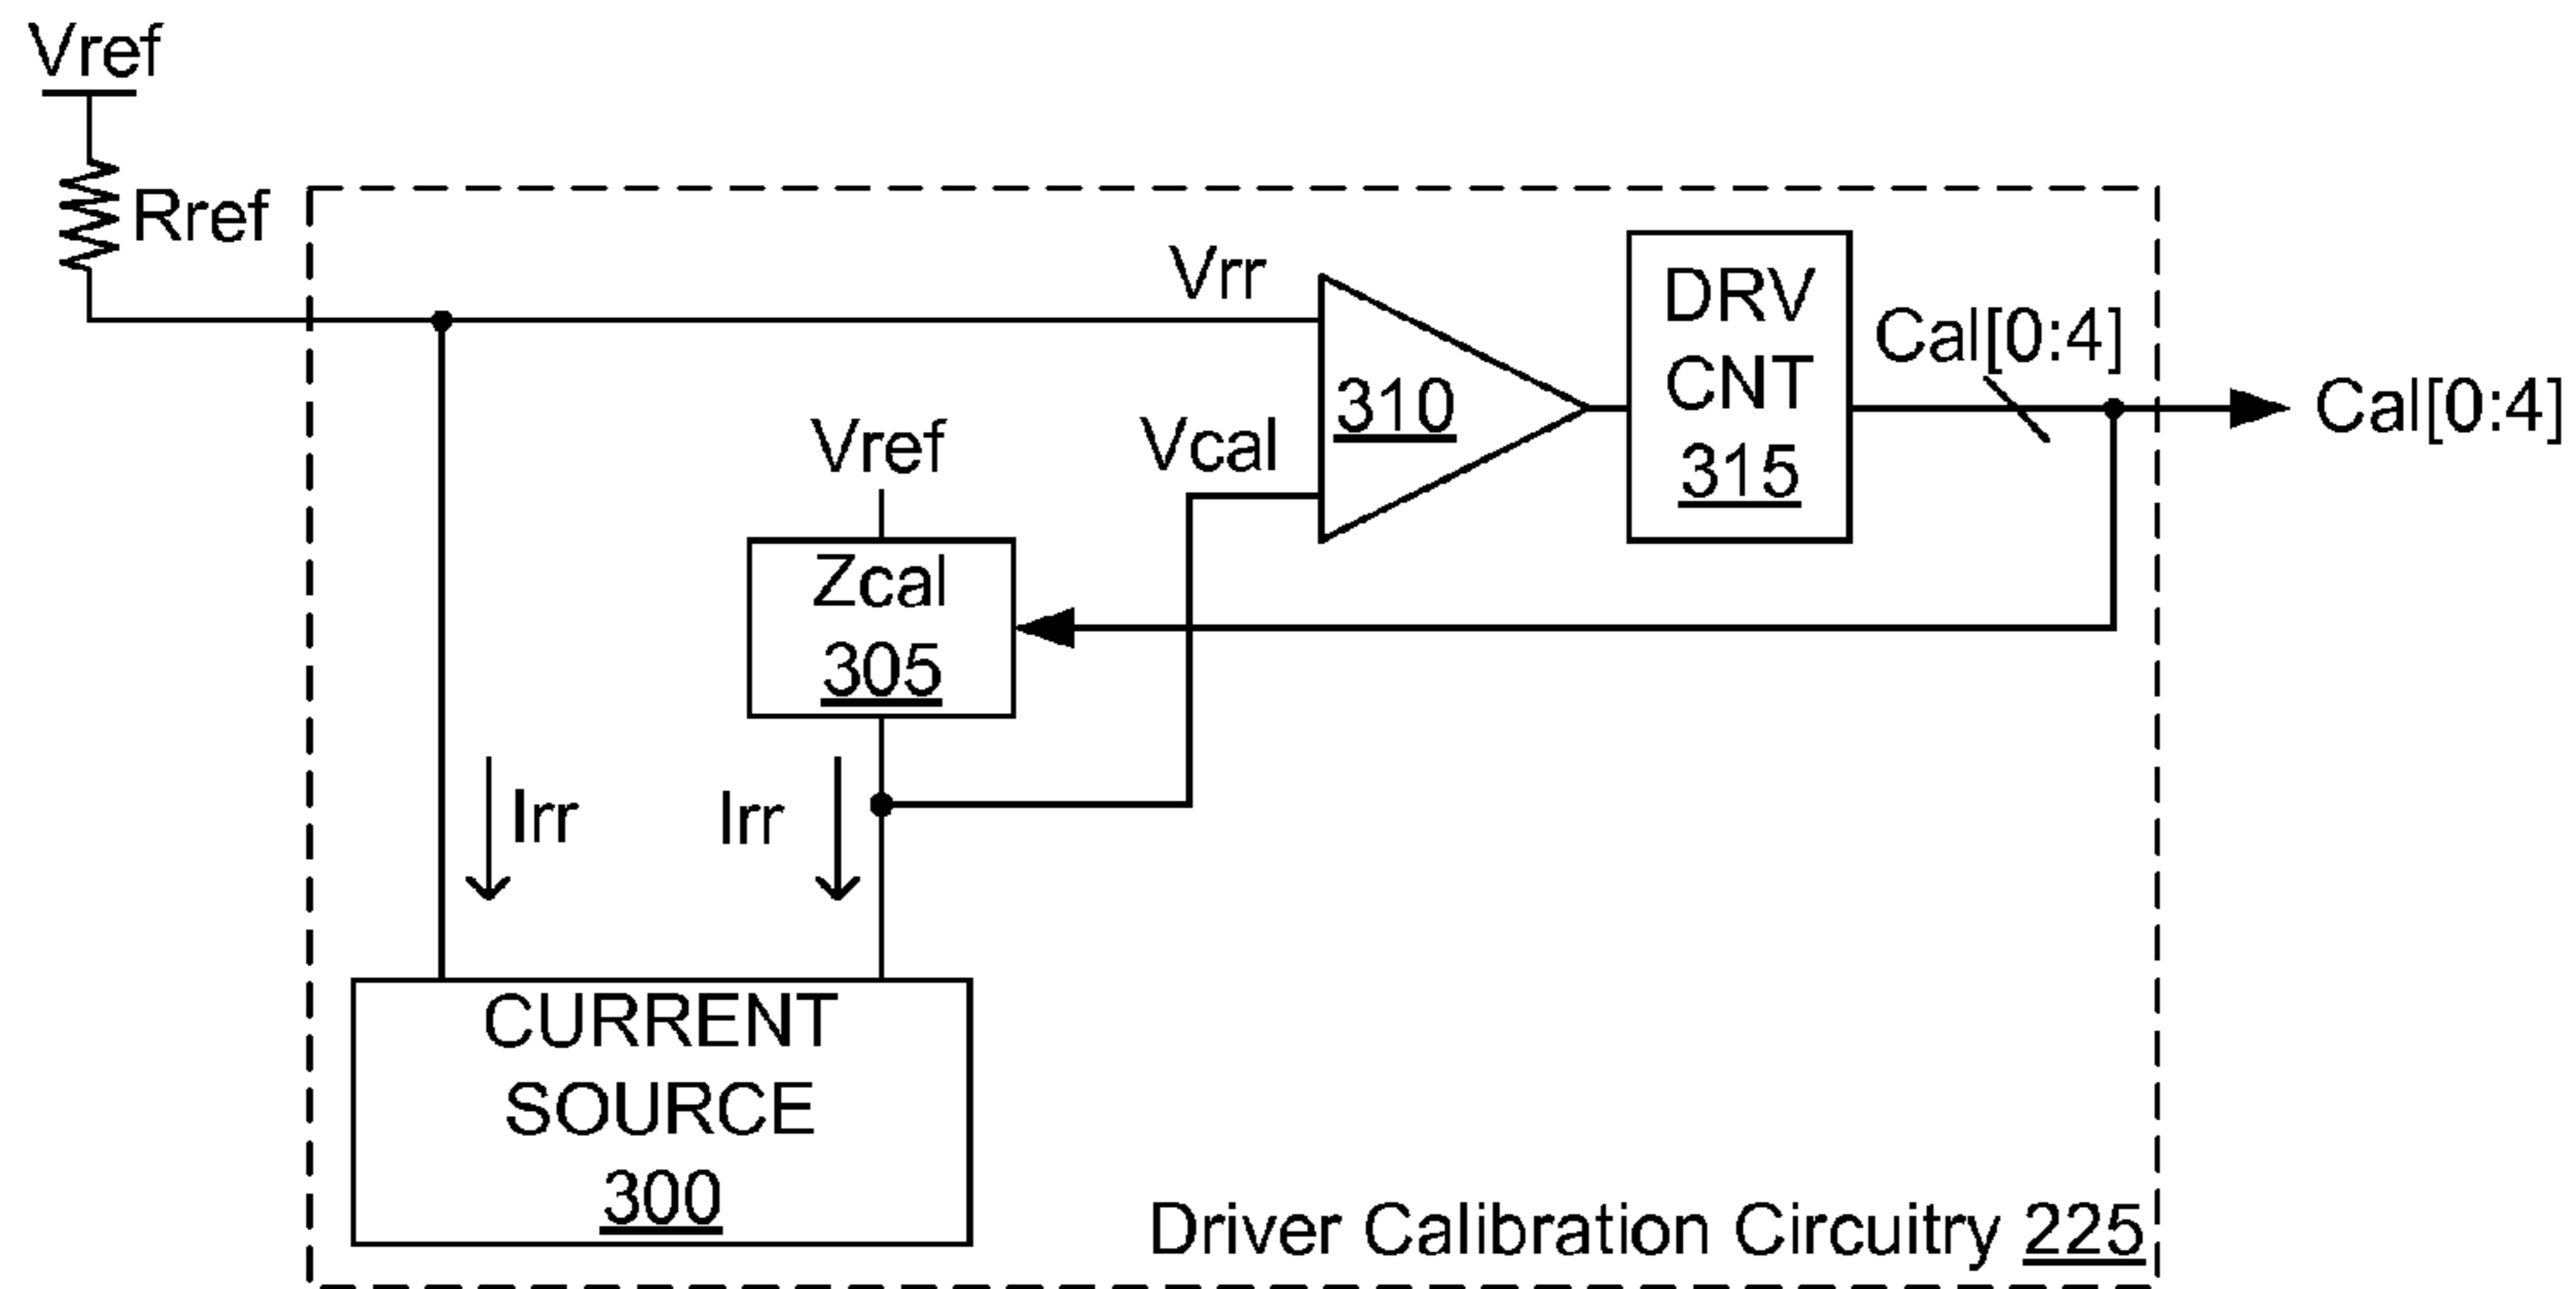 Vref
Rref
Vrr
DRV
CNT
315
Cal[0:4]
Cal[0:4]
310
Vref
Vcal
Zcal
305
Irr
Irr
CURRENT
SOURCE
300
Driver Calibration Circuitry 225